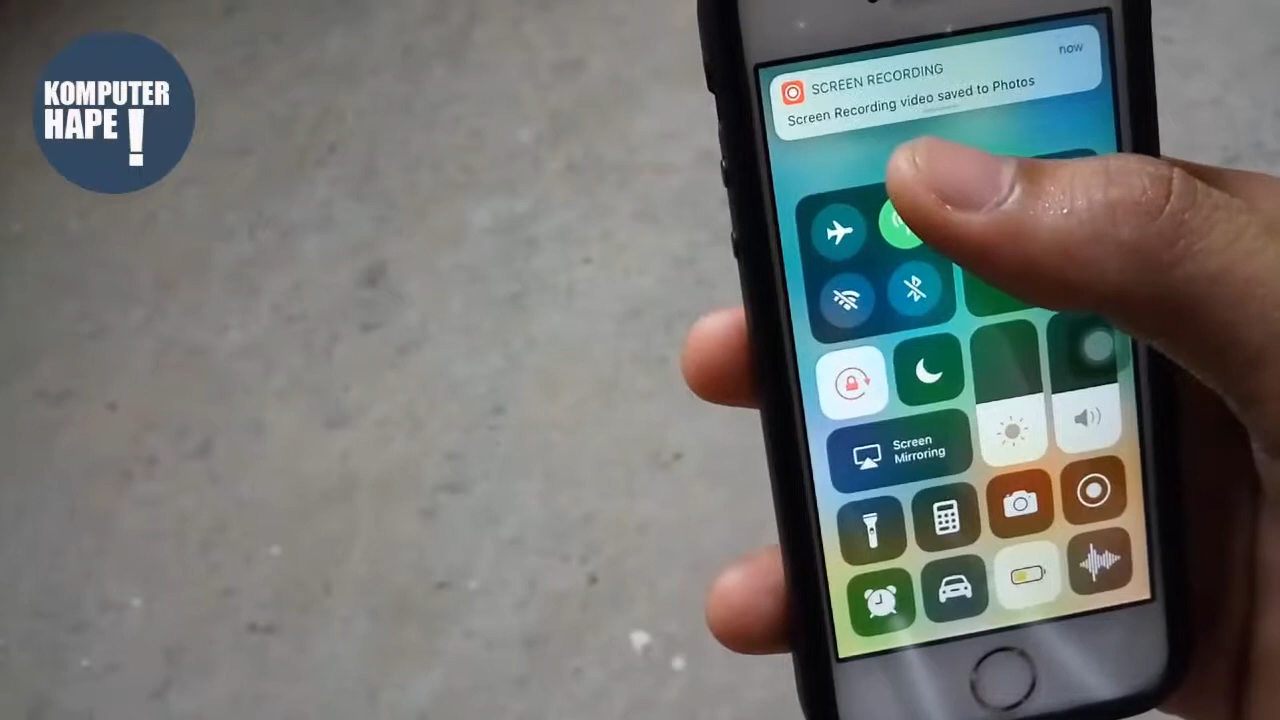 KOMPUTER
HAPE !
SCREEN RECORDING
now
Screen Recording video saved to Photos
Screen
Mirroring